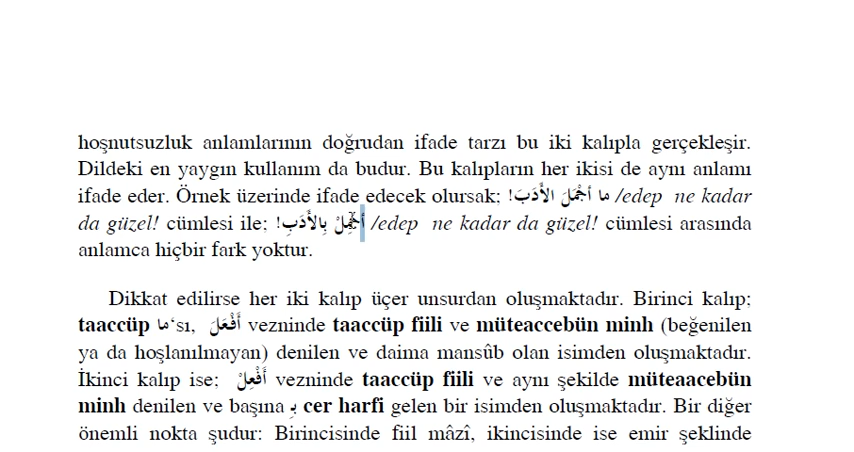 hoşnutsuzluk anlamlarının doğrudan ifade tarzı bu iki kalıpla gerçekleşir.
Dildeki en yaygın kullanım da budur. Bu kalıpların her ikisi de aynı anlamı
ifade eder. Örnek üzerinde ifade edecek olursak; ما أَجْمَلَ الأَدَبَ! /edep ne kadar
da güzel! cümlesi ile; أَجْمِلْ بِالأَدَبِ! /edep ne kadar da güzel! cümlesi arasında
anlamca hiçbir fark yoktur.
Dikkat edilirse her iki kalıp üçer unsurdan oluşmaktadır. Birinci kalıp;
taaccüp ما‘sı, أَفْعَلَ vezninde taaccüp fiili ve müteaccebün minh (beğenilen
ya da hoşlanılmayan) denilen ve daima mansûb olan isimden oluşmaktadır.
İkinci kalıp ise; أَفْعِلْ vezninde taaccüp fiili ve aynı şekilde müteaacebün
minh denilen ve başına بِـ cer harfi gelen bir isimden oluşmaktadır. Bir diğer
önemli nokta şudur: Birincisinde fiil mâzî, ikincisinde ise emir şeklinde